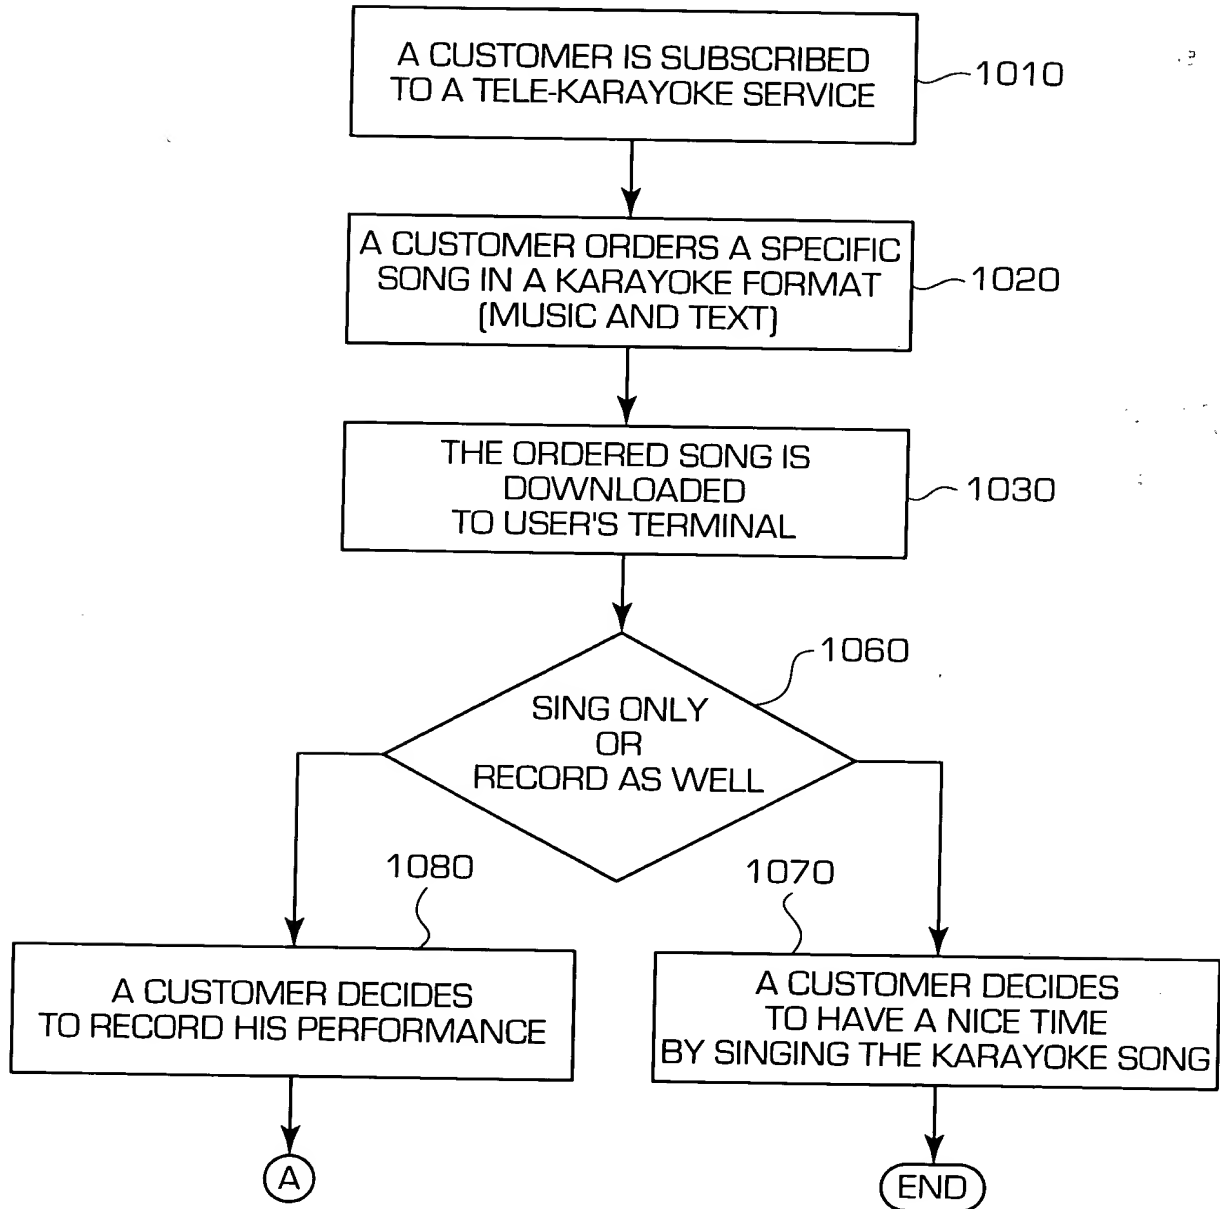 A CUSTOMER IS SUBSCRIBED
TO A TELE-KARAYOKE SERVICE
1010
A CUSTOMER ORDERS A SPECIFIC
SONG IN A KARAYOKE FORMAT
(MUSIC AND TEXT)
1020
THE ORDERED SONG IS
DOWNLOADED
TO USER'S TERMINAL
1030
1060
SING ONLY
OR
RECORD AS WELL
1080
A CUSTOMER DECIDES
TO RECORD HIS PERFORMANCE
A
1070
A CUSTOMER DECIDES
TO HAVE A NICE TIME
BY SINGING THE KARAYOKE SONG
END